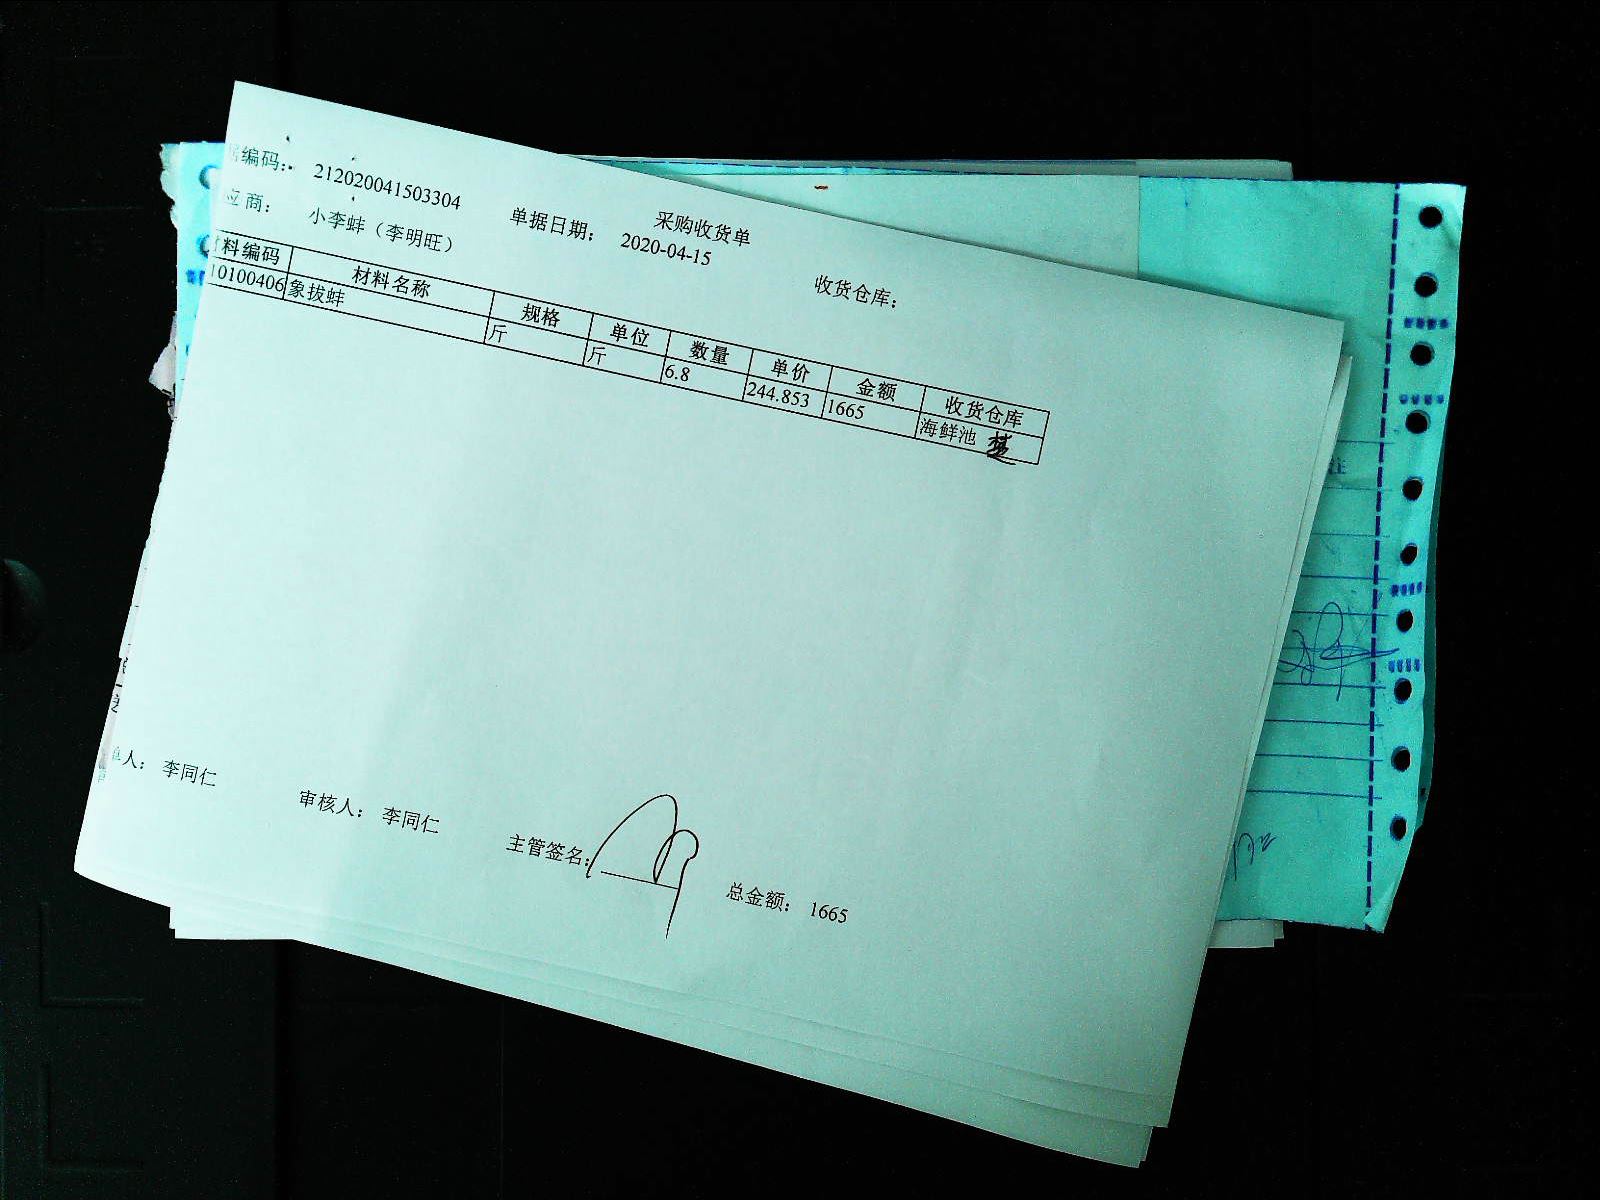 采购收货单
编码： 212020041503304 单据日期： 2020-04-15 收货仓库：
应商： 小李蚌（李明旺）
料编码 材料名称 规格 单位 数量 单价 金额 收货仓库
10100406 象拔蚌 斤 斤 6.8 244.853 1665 海鲜池
单人： 李同仁 审核人： 李同仁 主管签名： 总金额： 1665